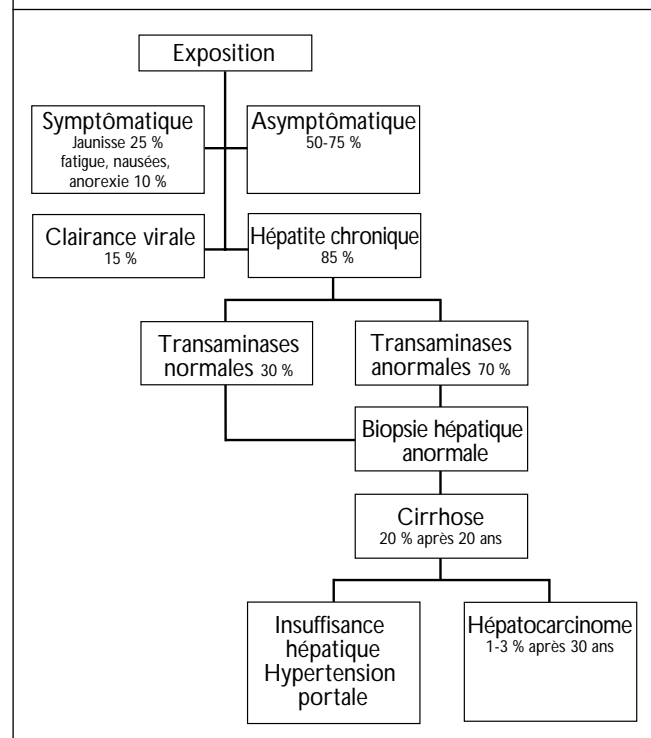 Exposition
Symptômatique
Jaunisse 25 %
fatigue, nausées,
anorexie 10 %
Asymptômatique
50-75 %
Clairance virale
15 %
Hépatite chronique
85 %
Transaminases
normales 30 %
Transaminases
anormales 70 %
Biopsie hépatique
anormale
Cirrhose
20 % après 20 ans
Insuffisance
hépatique
Hypertension
portale
Hépatocarcinome
1-3 % après 30 ans